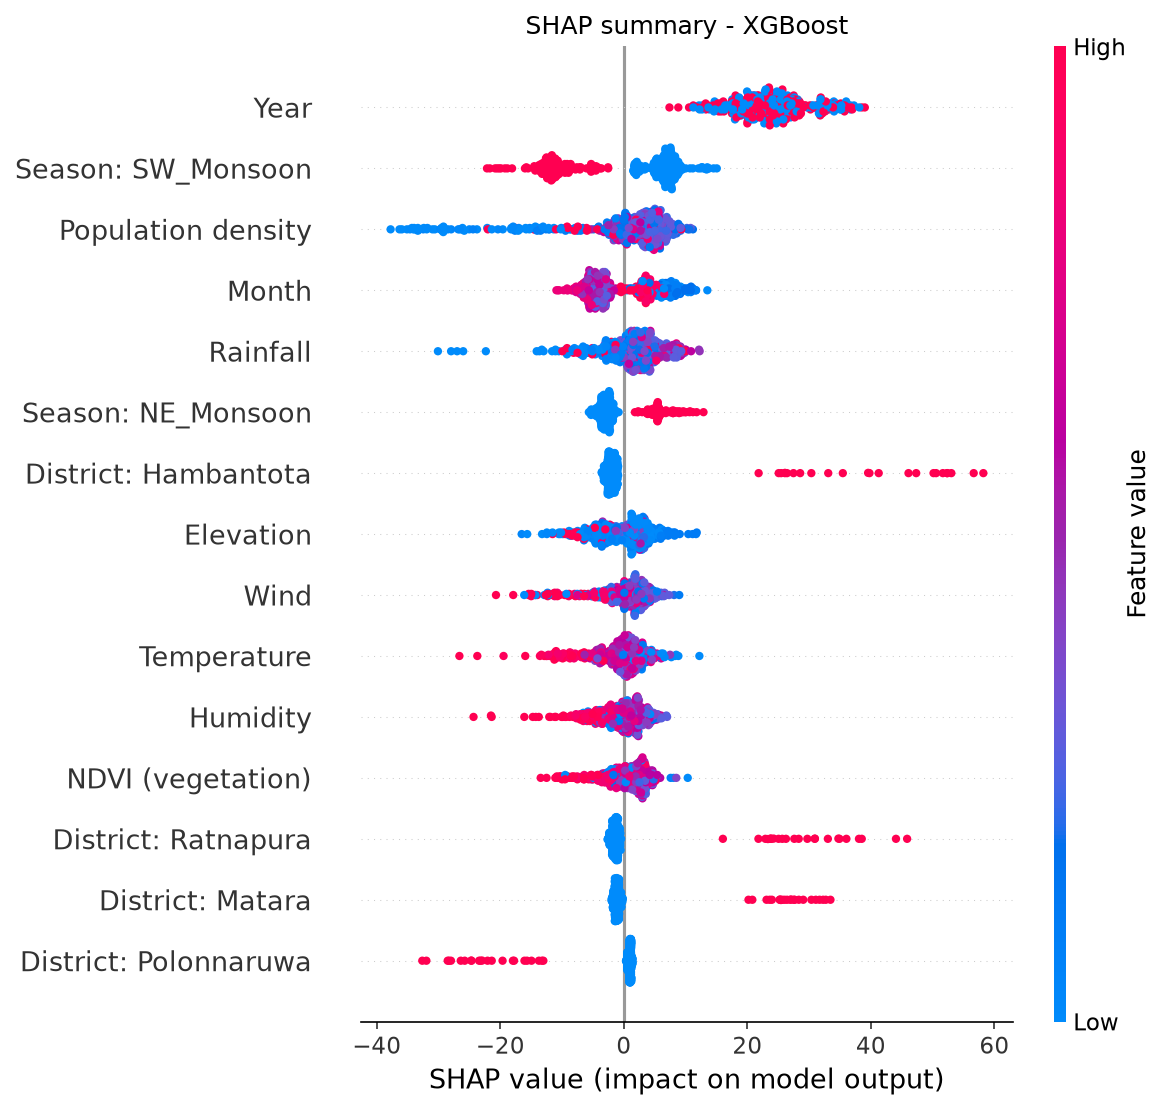 SHAP summary - XGBoost
High
Year
Season: SW_Monsoon
Population density
Month
Rainfall
Season: NE_Monsoon
District: Hambantota
Elevation
Wind
Temperature
Humidity
NDVI (vegetation)
District: Ratnapura
District: Matara
District: Polonnaruwa
Feature value
Low
−40 −20 0 20 40 60
SHAP value (impact on model output)